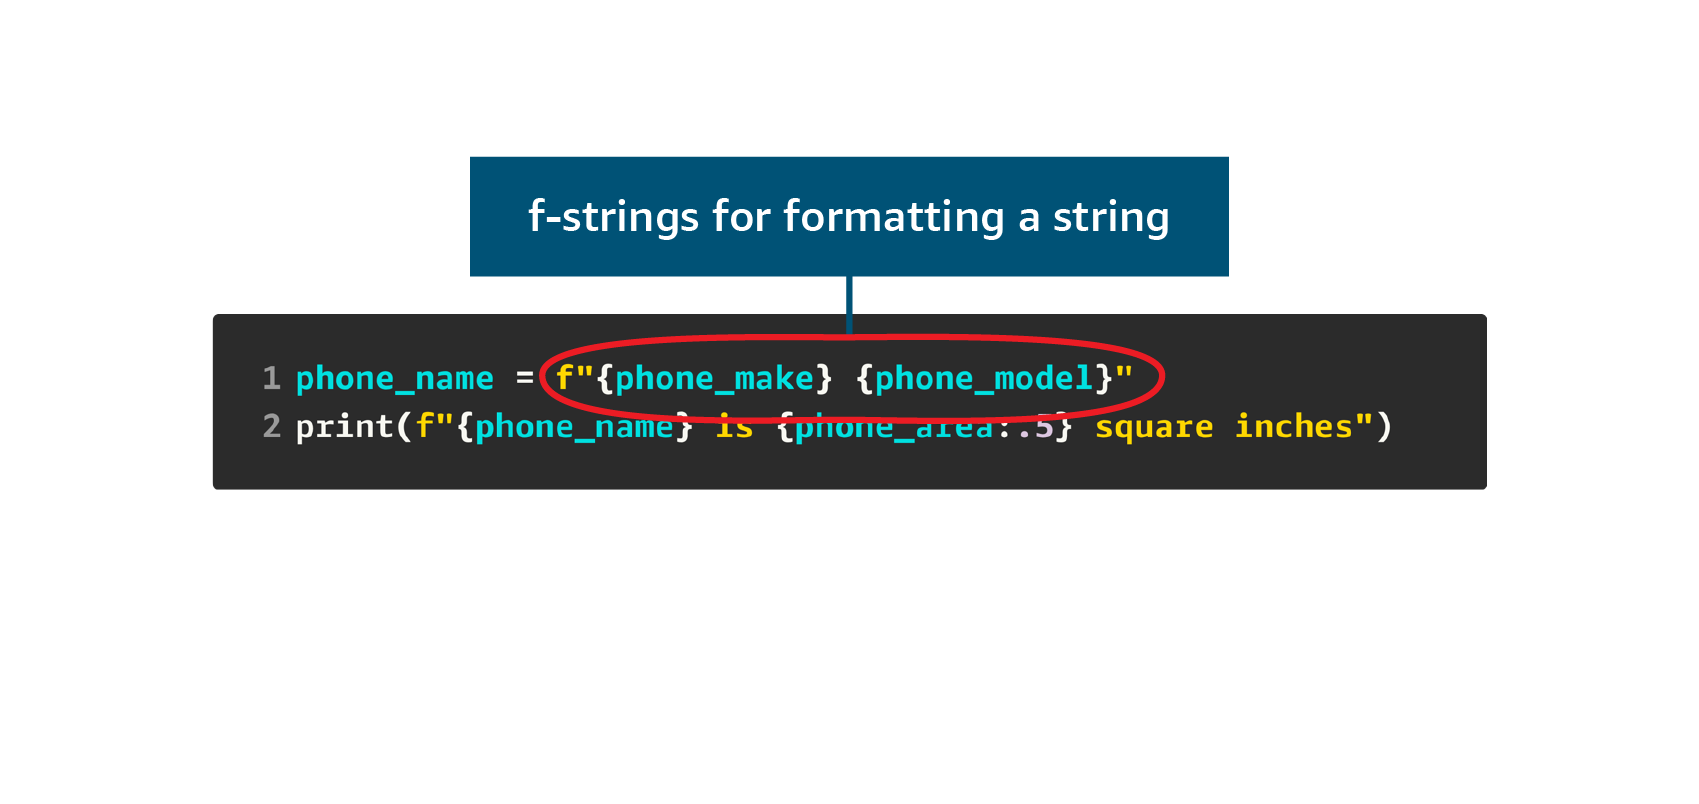 f-strings for formatting a string
1 phone_name = f"{phone_make} {phone_model}"
2 print(f"{phone_name} is {phone_area:.5} square inches")